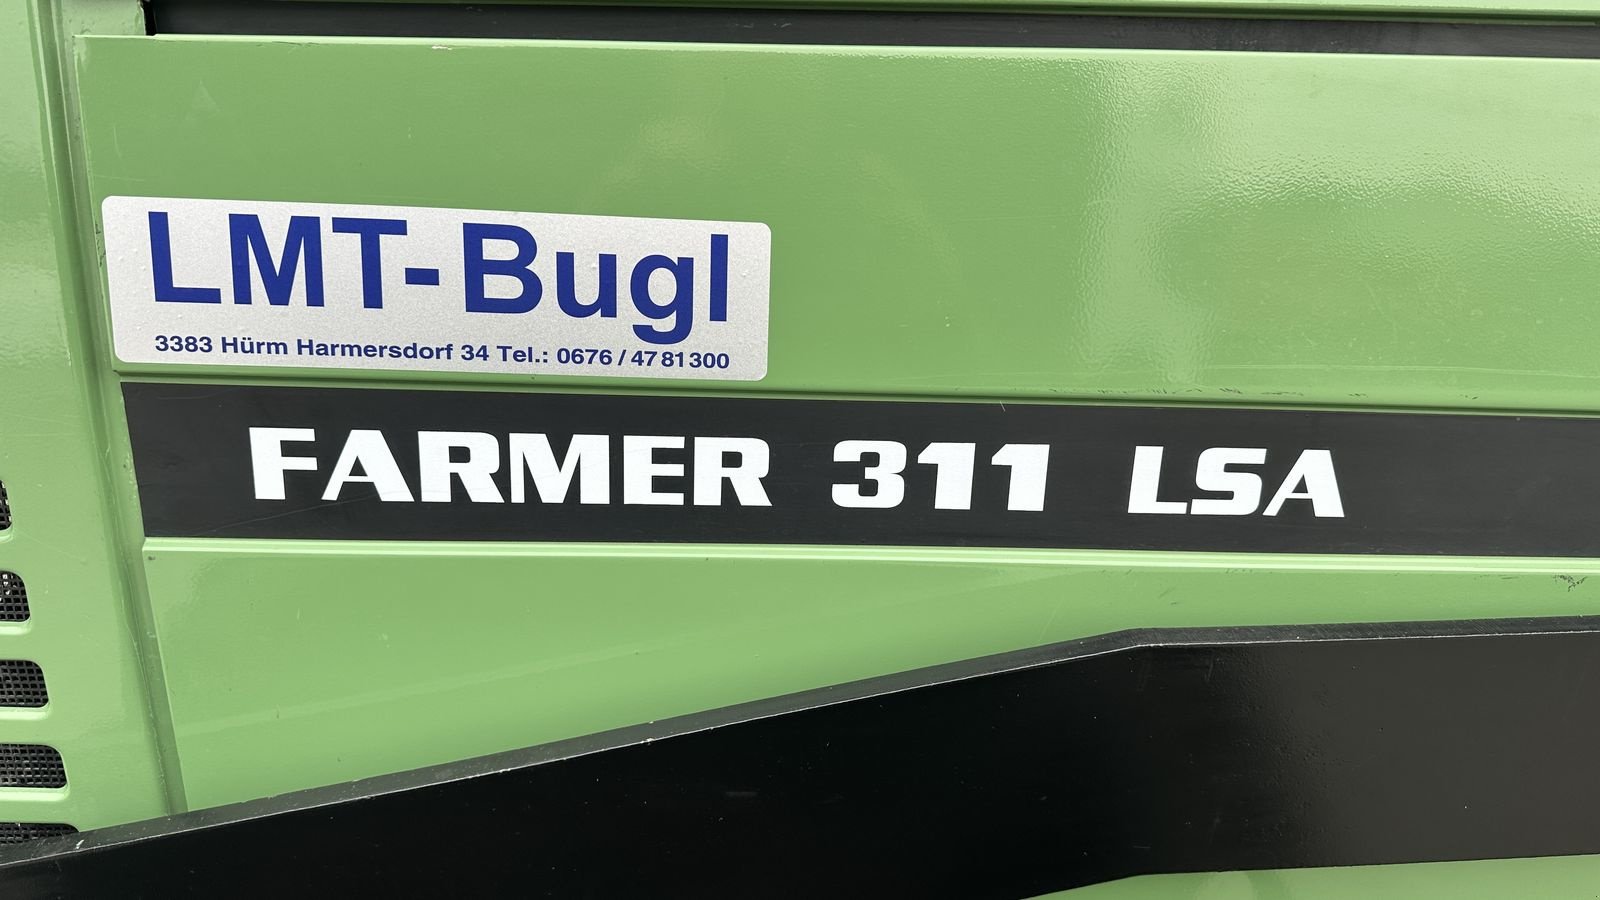 LMT-Bugl
3383 Hürm Harmersdorf 34 Tel.: 0676 / 47 81 300
FARMER 311 LSA